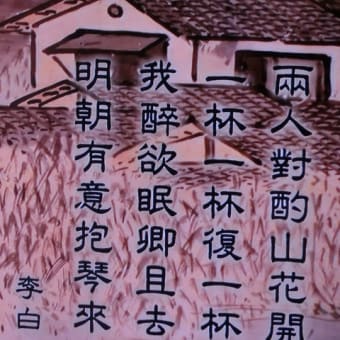 兩人對酌山花開
一杯一杯復一杯
我醉欲眠卿且去
明朝有意抱琴來
李白